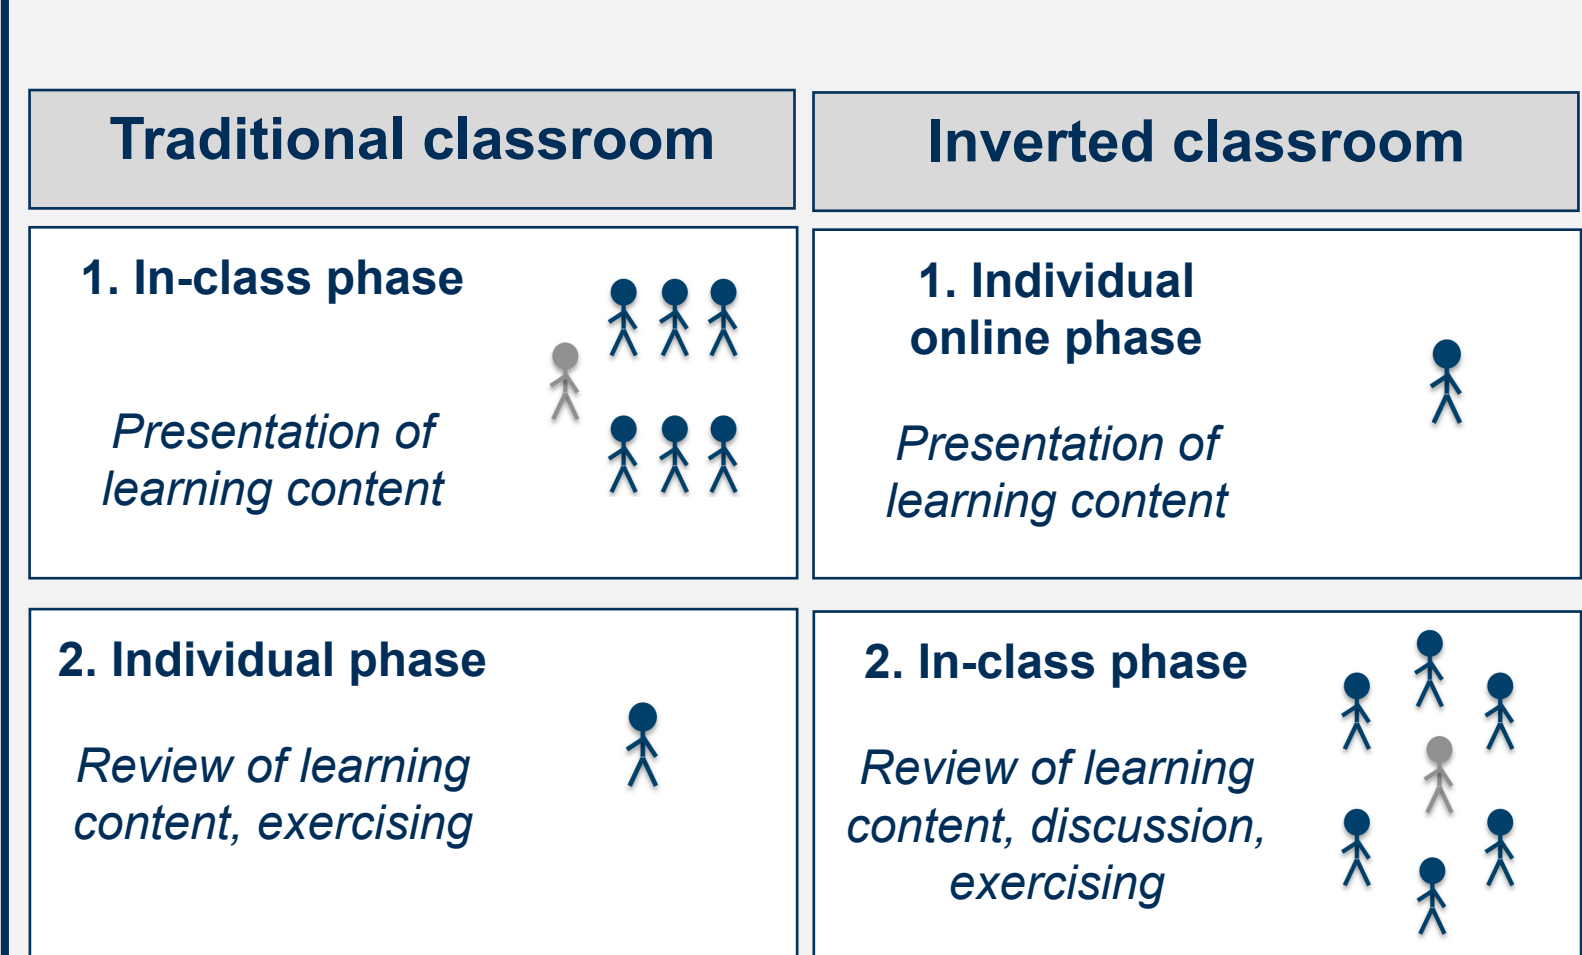 Traditional classroom
Inverted classroom
1. In-class phase
Presentation of
learning content
1. Individual
online phase
Presentation of
learning content
2. Individual phase
Review of learning
content, exercising
2. In-class phase
Review of learning
content, discussion,
exercising